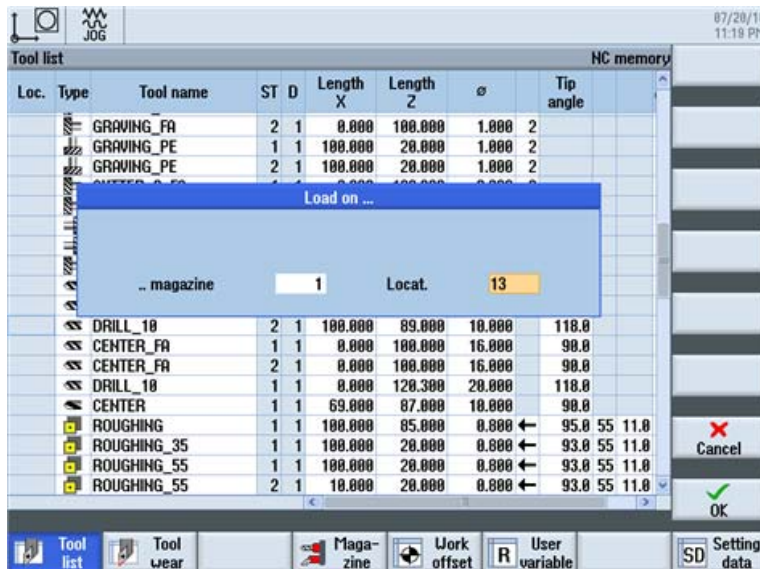 JOG
07/20/1
11:19 PM
Tool list NC memory
Loc. Type Tool name ST D Length X Length Z ø Tip angle
GRAVING_FA 2 1 0.000 100.000 1.000 2
GRAVING_PE 1 1 100.000 20.000 1.000 2
GRAVING_PE 2 1 100.000 20.000 1.000 2
Load on ...
.. magazine 1 Locat. 13
DRILL_10 2 1 100.000 89.000 10.000 118.0
CENTER_FA 1 1 0.000 100.000 16.000 90.0
CENTER_FA 2 1 0.000 100.000 16.000 90.0
DRILL_10 1 1 0.000 120.300 20.000 118.0
CENTER 1 1 69.000 87.000 10.000 90.0
ROUGHING 1 1 100.000 85.000 0.800 ← 95.0 55 11.0
ROUGHING_35 1 1 100.000 20.000 0.800 ← 93.0 55 11.0
ROUGHING_55 1 1 100.000 20.000 0.800 ← 93.0 55 11.0
ROUGHING_55 2 1 10.000 20.000 0.800 ← 93.0 55 11.0
Cancel
OK
Tool list
Tool wear
Maga-
zine
Work offset
R User variable
SD Setting data